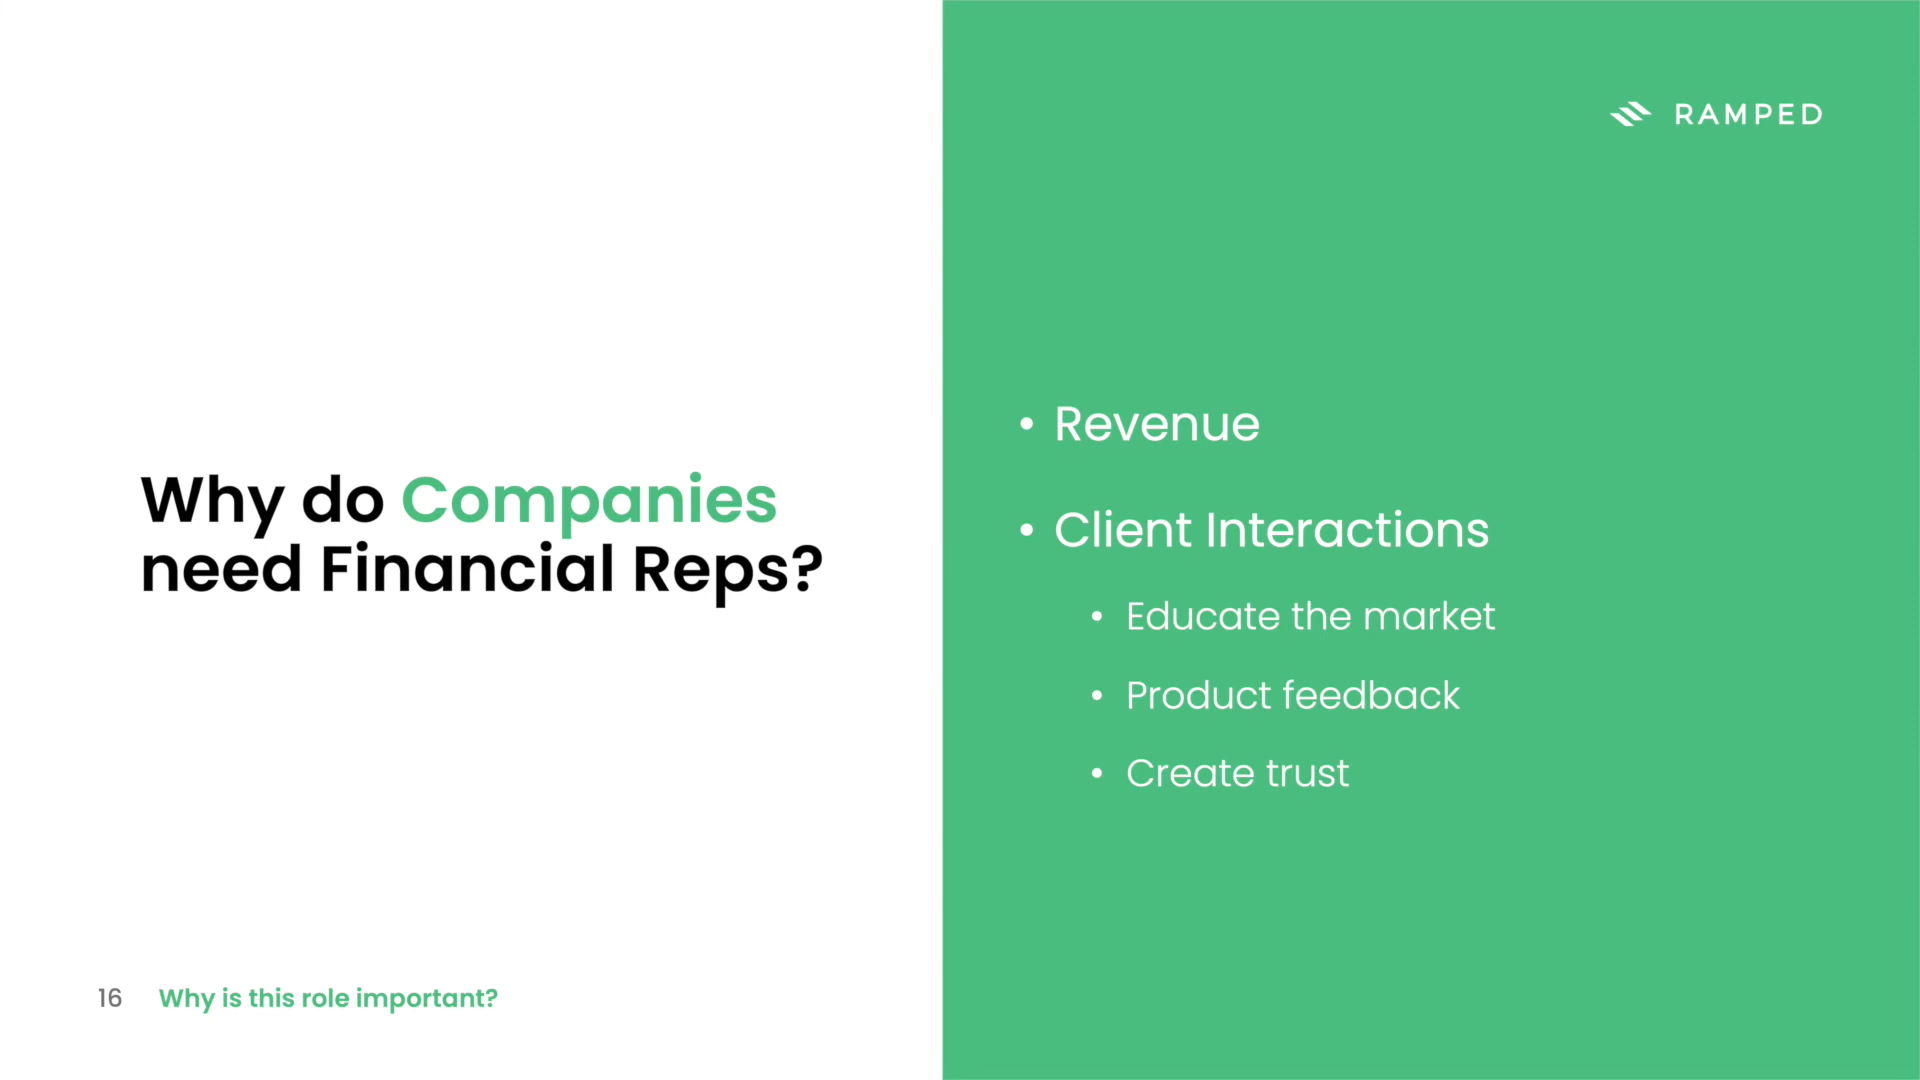 Why do Companies
need Financial Reps?
16 Why is this role important?
RAMPED
• Revenue
• Client Interactions
• Educate the market
• Product feedback
• Create trust